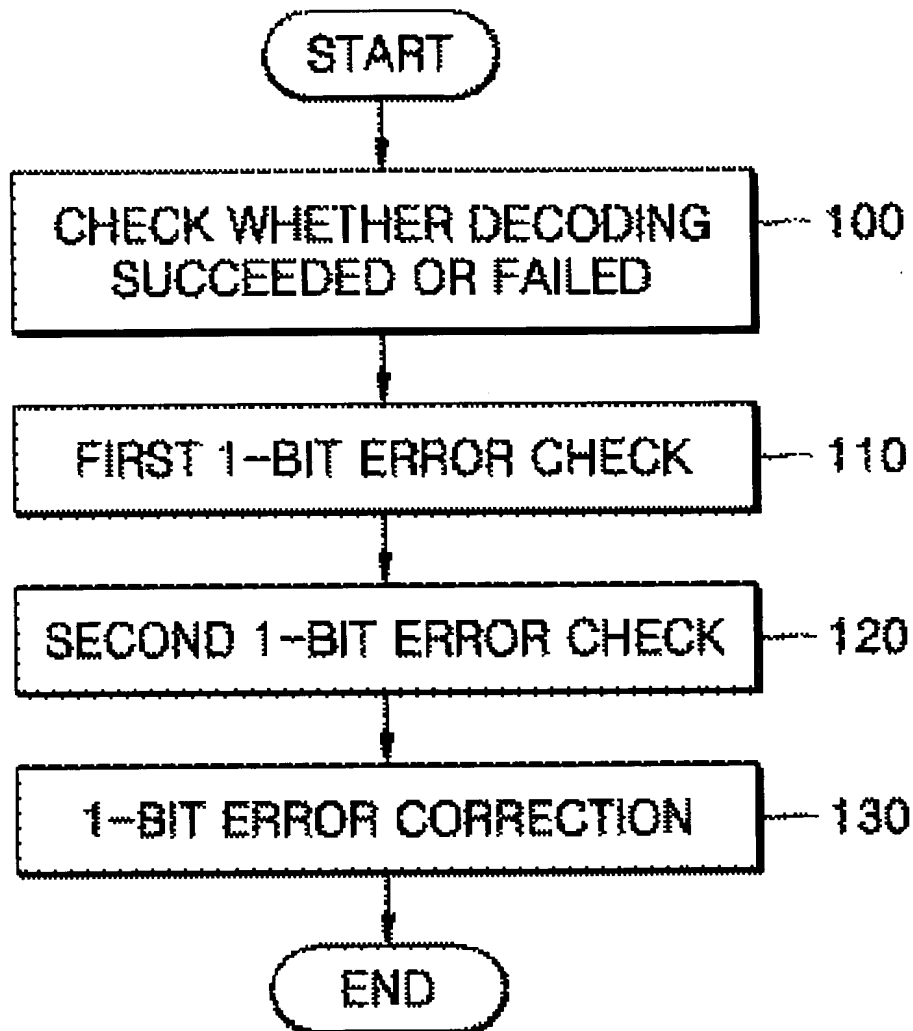 START
CHECK WHETHER DECODING
SUCCEEDED OR FAILED
100
FIRST 1-BIT ERROR CHECK
110
SECOND 1-BIT ERROR CHECK
120
1-BIT ERROR CORRECTION
130
END